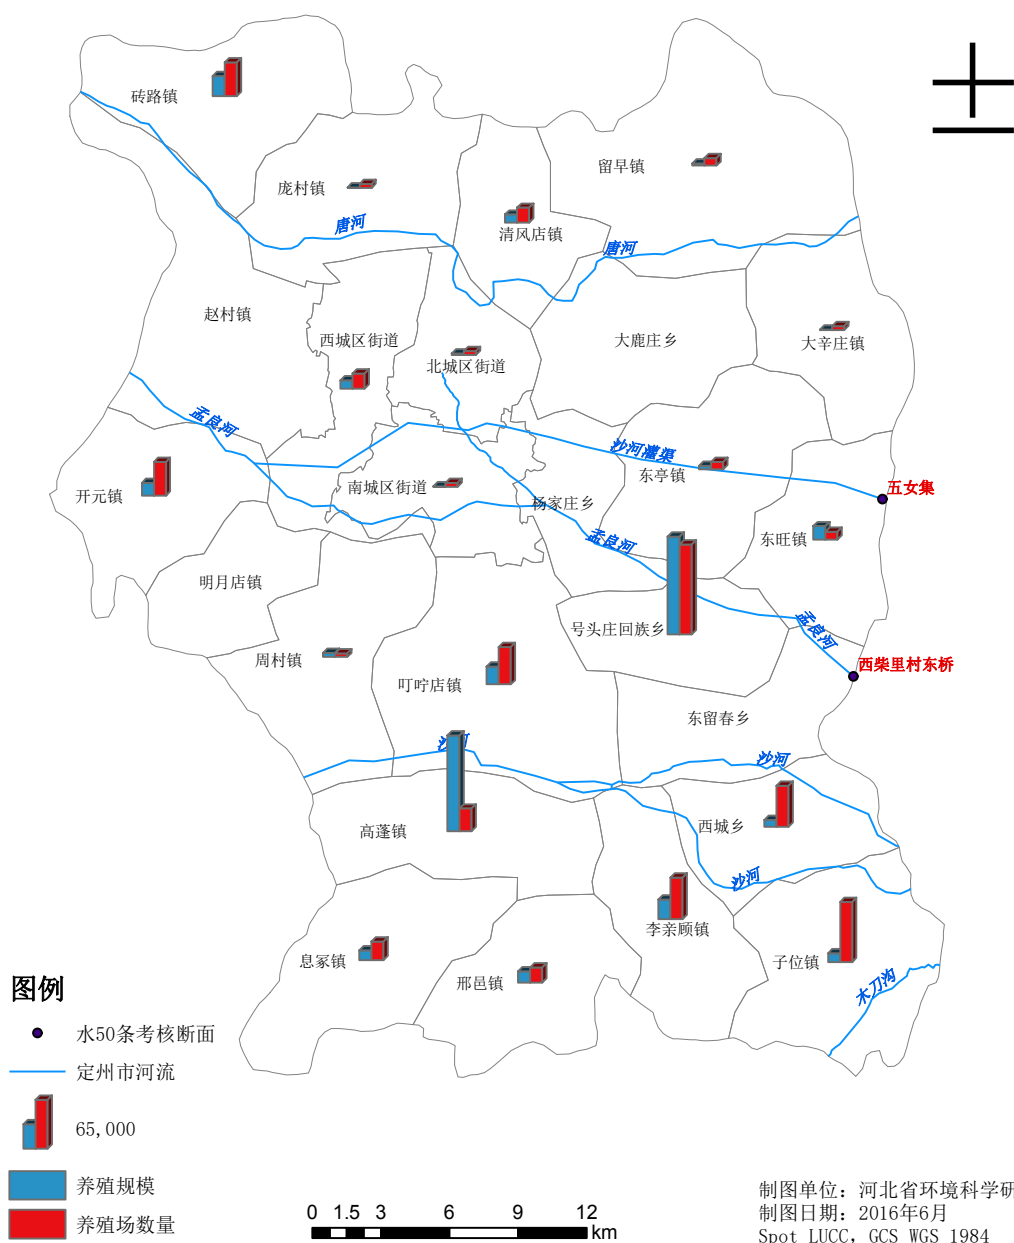 砖路镇
留早镇
庞村镇
唐河
清风店镇
唐河
赵村镇
西城区街道
北城区街道
大鹿庄乡
大辛庄镇
孟良河
沙河灌渠
东亭镇
开元镇
南城区街道
杨家庄乡
五女集
孟良河
东旺镇
明月店镇
号头庄回族乡
孟良河
周村镇
西柴里村东桥
叮咛店镇
东留春乡
沙河
沙河
高蓬镇
西城乡
沙河
李亲顾镇
息冢镇
邢邑镇
子位镇
木刀沟
图例
水50条考核断面
定州市河流
65,000
养殖规模
养殖场数量
0 1.5 3 6 9 12
km
制图单位：河北省环境科学研
制图日期：2016年6月
Spot LUCC，GCS WGS 1984